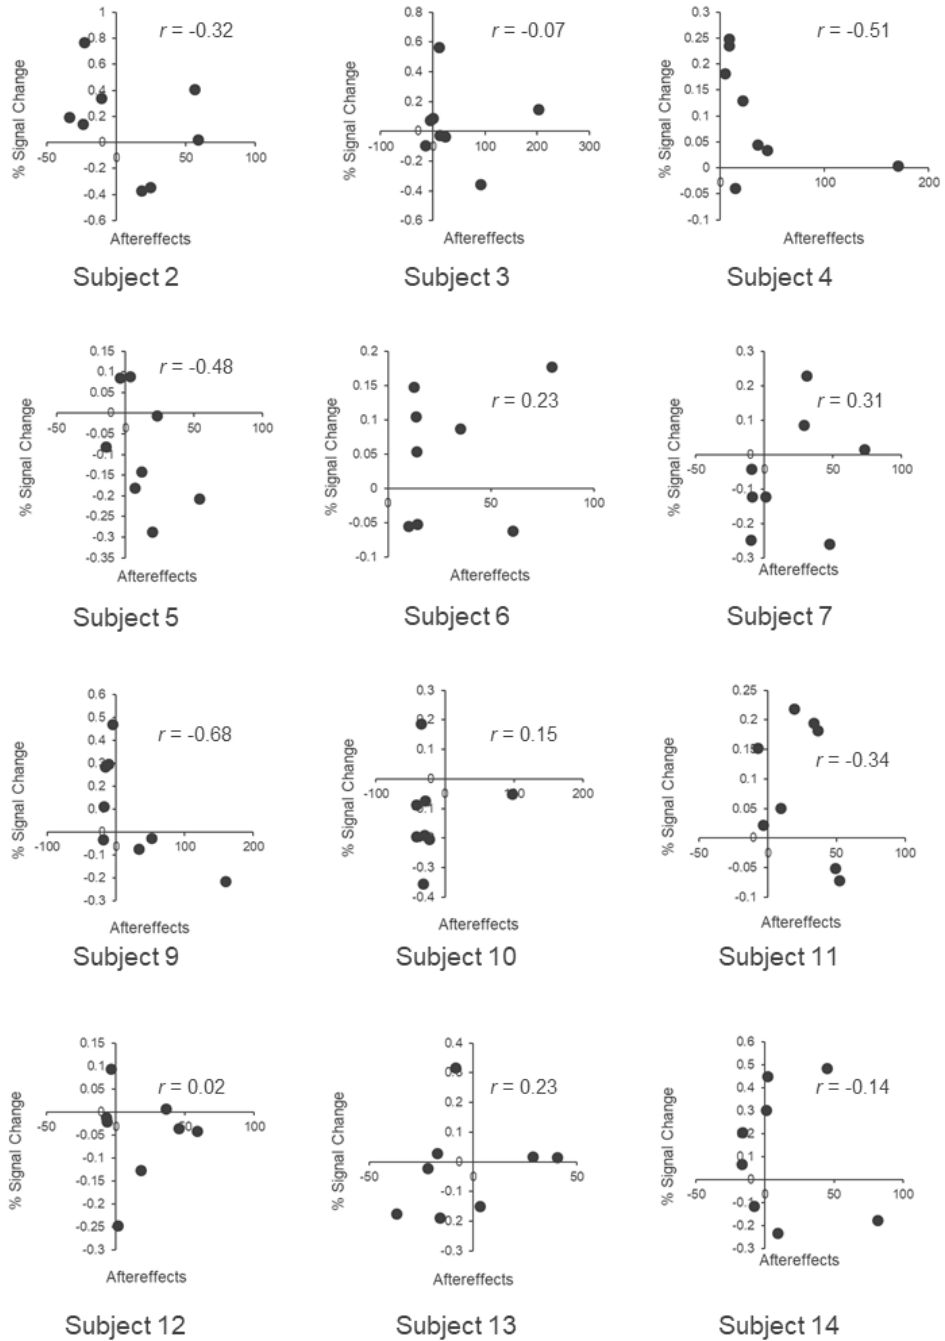 % Signal Change
1
0.8
0.6
0.4
0.2
0
-0.2
-0.4
-0.6
-50 0 50 100
r = -0.32
Aftereffects
Subject 2
% Signal Change
0.8
0.6
0.4
0.2
0
-0.2
-0.4
-0.6
-100 0 100 200 300
r = -0.07
Aftereffects
Subject 3
% Signal Change
0.3
0.25
0.2
0.15
0.1
0.05
0
-0.05
-0.1
0 100 200
r = -0.51
Aftereffects
Subject 4
% Signal Change
0.15
0.1
0.05
0
-0.05
-0.1
-0.15
-0.2
-0.25
-0.3
-0.35
-50 0 50 100
r = -0.48
Aftereffects
Subject 5
% Signal Change
0.2
0.15
0.1
0.05
0
-0.05
-0.1
0 50 100
r = 0.23
Aftereffects
Subject 6
% Signal Change
0.3
0.2
0.1
0
-0.1
-0.2
-0.3
-50 0 50 100
r = 0.31
Aftereffects
Subject 7
% Signal Change
0.6
0.5
0.4
0.3
0.2
0.1
0
-0.1
-0.2
-0.3
-100 0 100 200
r = -0.68
Aftereffects
Subject 9
% Signal Change
0.3
0.2
0.1
0
-0.1
-0.2
-0.3
-0.4
-100 0 100 200
r = 0.15
Aftereffects
Subject 10
% Signal Change
0.25
0.2
0.15
0.1
0.05
0
-0.05
-0.1
-50 0 50 100
r = -0.34
Aftereffects
Subject 11
% Signal Change
0.15
0.1
0.05
0
-0.05
-0.1
-0.15
-0.2
-0.25
-0.3
-50 0 50 100
r = 0.02
Aftereffects
Subject 12
% Signal Change
0.4
0.3
0.2
0.1
0
-0.1
-0.2
-0.3
-50 0 50
r = 0.23
Aftereffects
Subject 13
% Signal Change
0.6
0.5
0.4
0.3
0.2
0.1
0
-0.1
-0.2
-0.3
-50 0 50 100
r = -0.14
Aftereffects
Subject 14